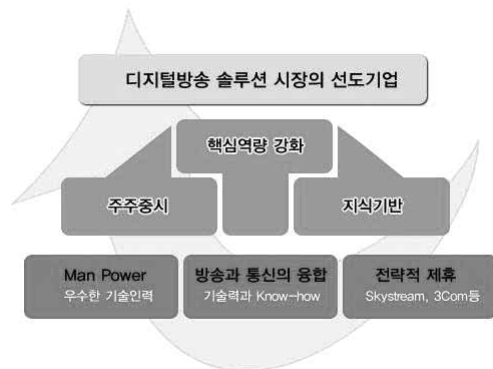 디지털방송 솔루션 시장의 선도기업
핵심역량 강화
주주중시
지식기반
Man Power
우수한 기술인력
방송과 통신의 융합
기술력과 Know-how
전략적 제휴
Skystream, 3Com등